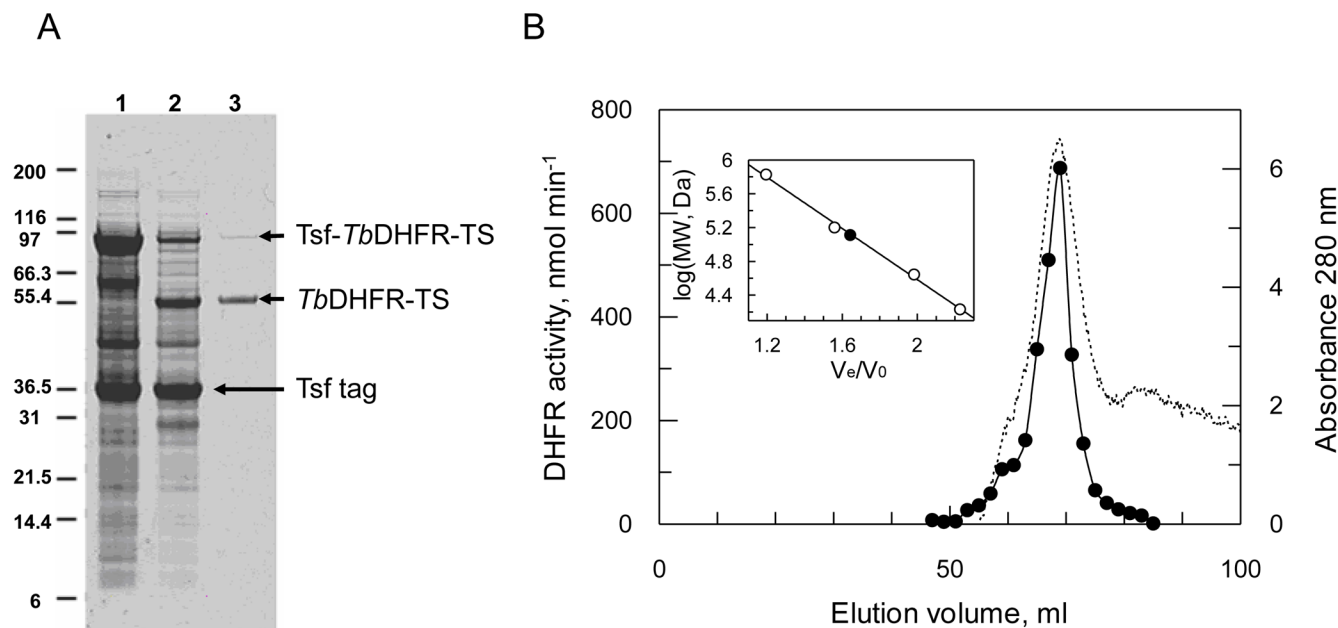 A
1 2 3
200
116
97
66.3
55.4
36.5
31
21.5
14.4
6
Tsf-TbDHFR-TS
TbDHFR-TS
Tsf tag
B
DHFR activity, nmol min⁻¹
800
600
400
200
0
log(MW, Da)
6
5.8
5.2
4.8
4.4
1.2 1.6 2
Vₑ/V₀
6
4
6
2
0
Absorbance 280 nm
0 50 100
Elution volume, ml